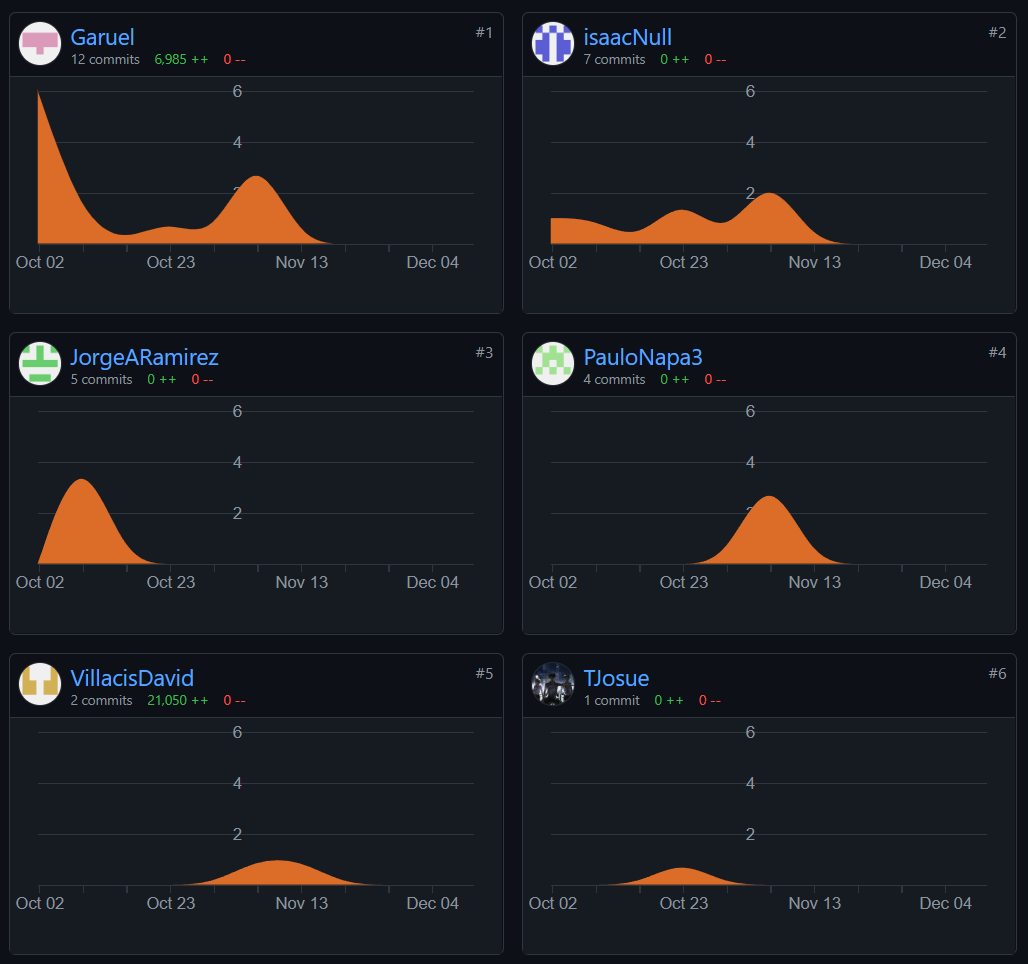 Garuel #1
12 commits 6,985 ++ 0 --
6
4
2
Oct 02 Oct 23 Nov 13 Dec 04
isaacNull #2
7 commits 0 ++ 0 --
6
4
2
Oct 02 Oct 23 Nov 13 Dec 04
JorgeARamirez #3
5 commits 0 ++ 0 --
6
4
2
Oct 02 Oct 23 Nov 13 Dec 04
PauloNapa3 #4
4 commits 0 ++ 0 --
6
4
2
Oct 02 Oct 23 Nov 13 Dec 04
VillacisDavid #5
2 commits 21,050 ++ 0 --
6
4
2
Oct 02 Oct 23 Nov 13 Dec 04
TJosue #6
1 commit 0 ++ 0 --
6
4
2
Oct 02 Oct 23 Nov 13 Dec 04